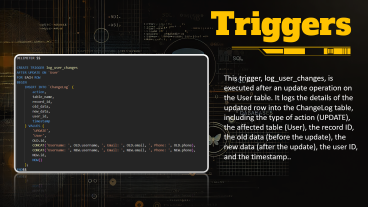 Triggers
SQL
DELIMITER $$
CREATE TRIGGER log_user_changes
AFTER UPDATE ON `User`
FOR EACH ROW
BEGIN
INSERT INTO `ChangeLog` (
action,
table_name,
record_id,
old_data,
new_data,
user_id,
timestamp
) VALUES (
'UPDATE',
'User',
OLD.id,
CONCAT('Username: ', OLD.username, ', Email: ', OLD.email, ', Phone: ', OLD.phone),
CONCAT('Username: ', NEW.username, ', Email: ', NEW.email, ', Phone: ', NEW.phone),
NEW.id,
NOW()
);
This trigger, log_user_changes, is
executed after an update operation on
the User table. It logs the details of the
updated row into the ChangeLog table,
including the type of action (UPDATE),
the affected table (User), the record ID,
the old data (before the update), the
new data (after the update), the user ID,
and the timestamp..